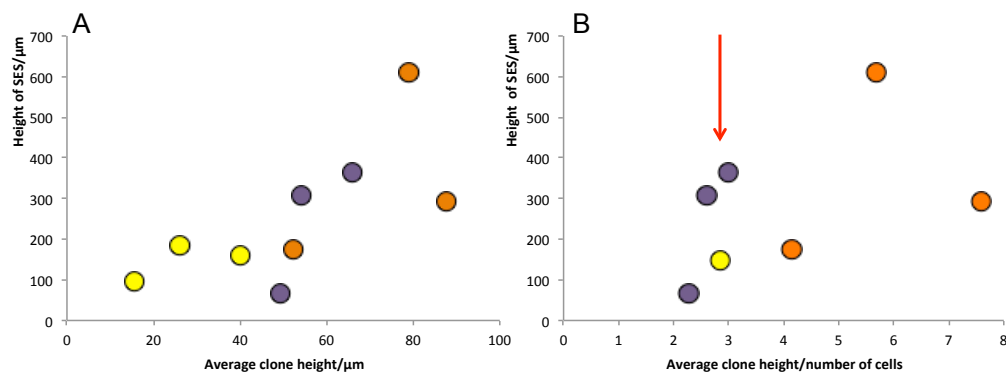 A
Height of SES/µm
700
600
500
400
300
200
100
0
0 20 40 60 80 100
Average clone height/µm
B
Height of SES/µm
700
600
500
400
300
200
100
0
0 1 2 3 4 5 6 7 8
Average clone height/number of cells